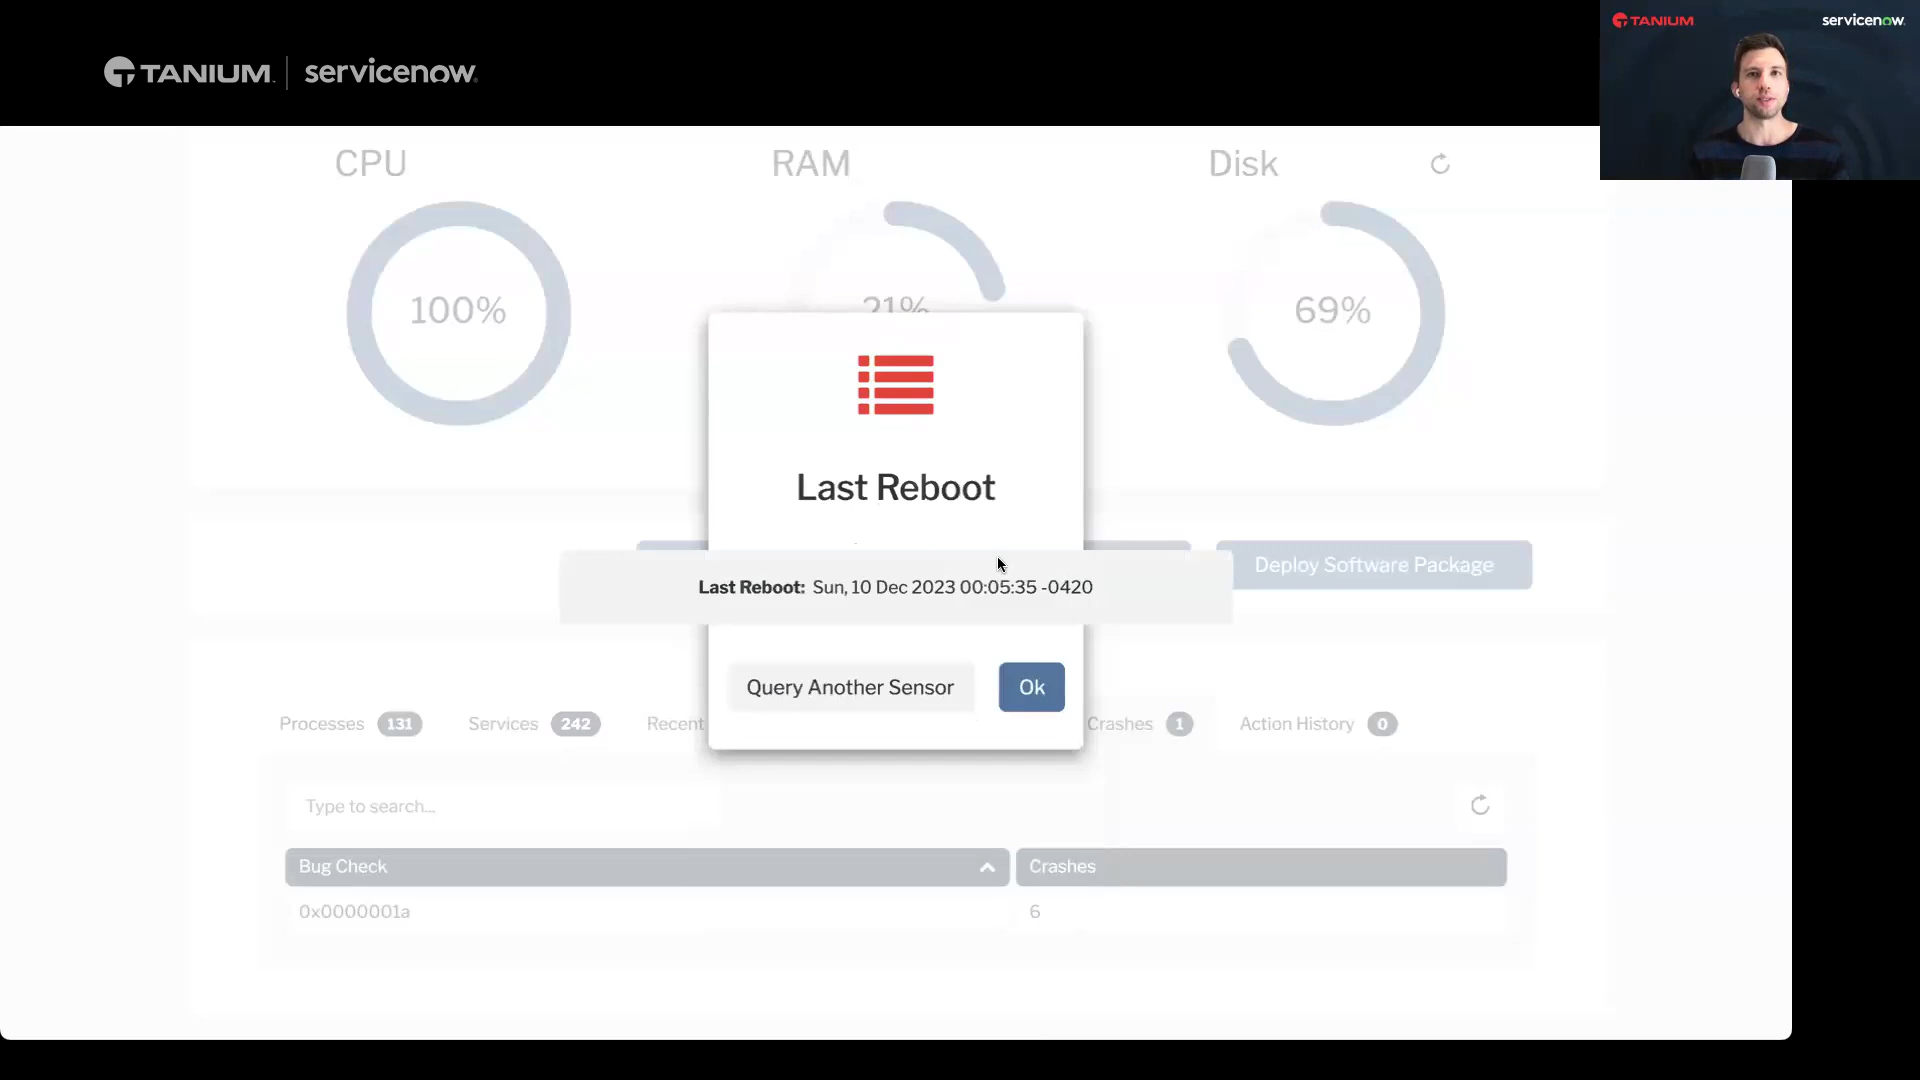 TANIUM | servicenow
TANIUM servicenow
CPU RAM Disk
100% 21% 69%
Last Reboot
Deploy Software Package
Last Reboot: Sun, 10 Dec 2023 00:05:35 -0420
Query Another Sensor Ok
Processes 131 Services 242 Recent Crashes 1 Action History 0
Type to search...
Bug Check Crashes
0x0000001a 6